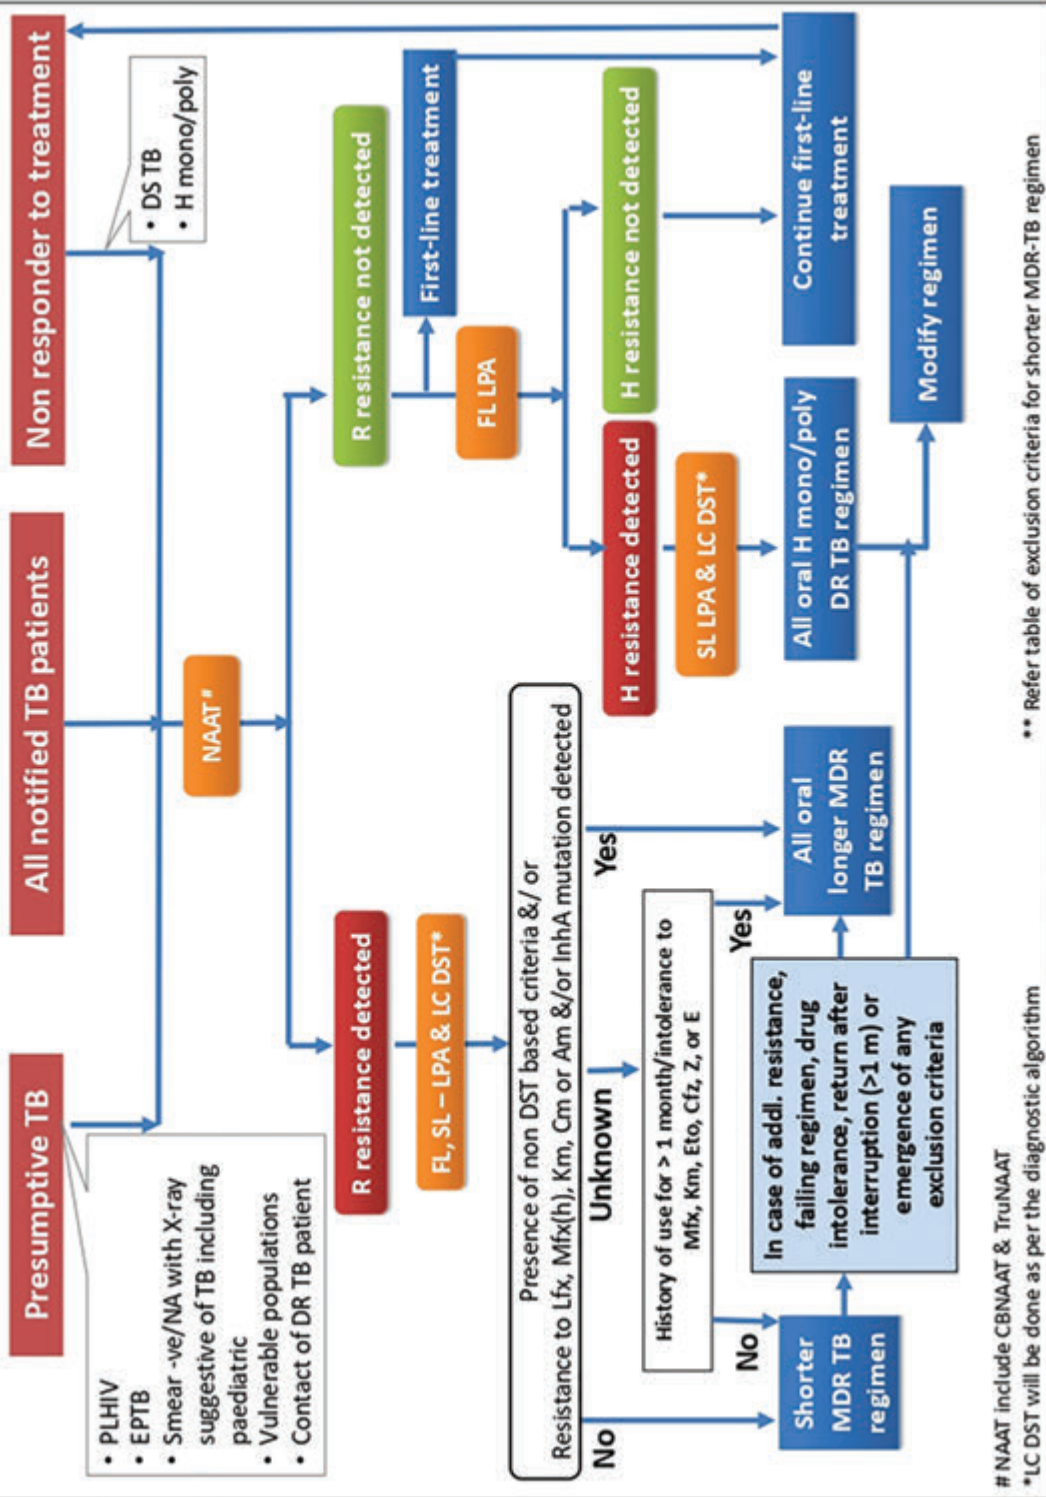 Presumptive TB
All notified TB patients
Non responder to treatment
• PLHIV
• EPTB
• Smear -ve/NA with X-ray
suggestive of TB including
paediatric
• Vulnerable populations
• Contact of DR TB patient
• DS TB
• H mono/poly
NAAT#
R resistance detected
R resistance not detected
FL, SL – LPA & LC DST*
First-line treatment
FL LPA
Presence of non DST based criteria &/ or
Resistance to Lfx, Mfx(h), Km, Cm or Am &/or InhA mutation detected
H resistance detected
H resistance not detected
No
Unknown
Yes
SL LPA & LC DST*
History of use for > 1 month/intolerance to
Mfx, Km, Eto, Cfz, Z, or E
No
Yes
Shorter
MDR TB
regimen
In case of addl. resistance,
failing regimen, drug
intolerance, return after
interruption (>1 m) or
emergence of any
exclusion criteria
All oral
longer MDR
TB regimen
All oral H mono/poly
DR TB regimen
Continue first-line
treatment
Modify regimen
# NAAT include CBNAAT & TruNAAT
*LC DST will be done as per the diagnostic algorithm
** Refer table of exclusion criteria for shorter MDR-TB regimen